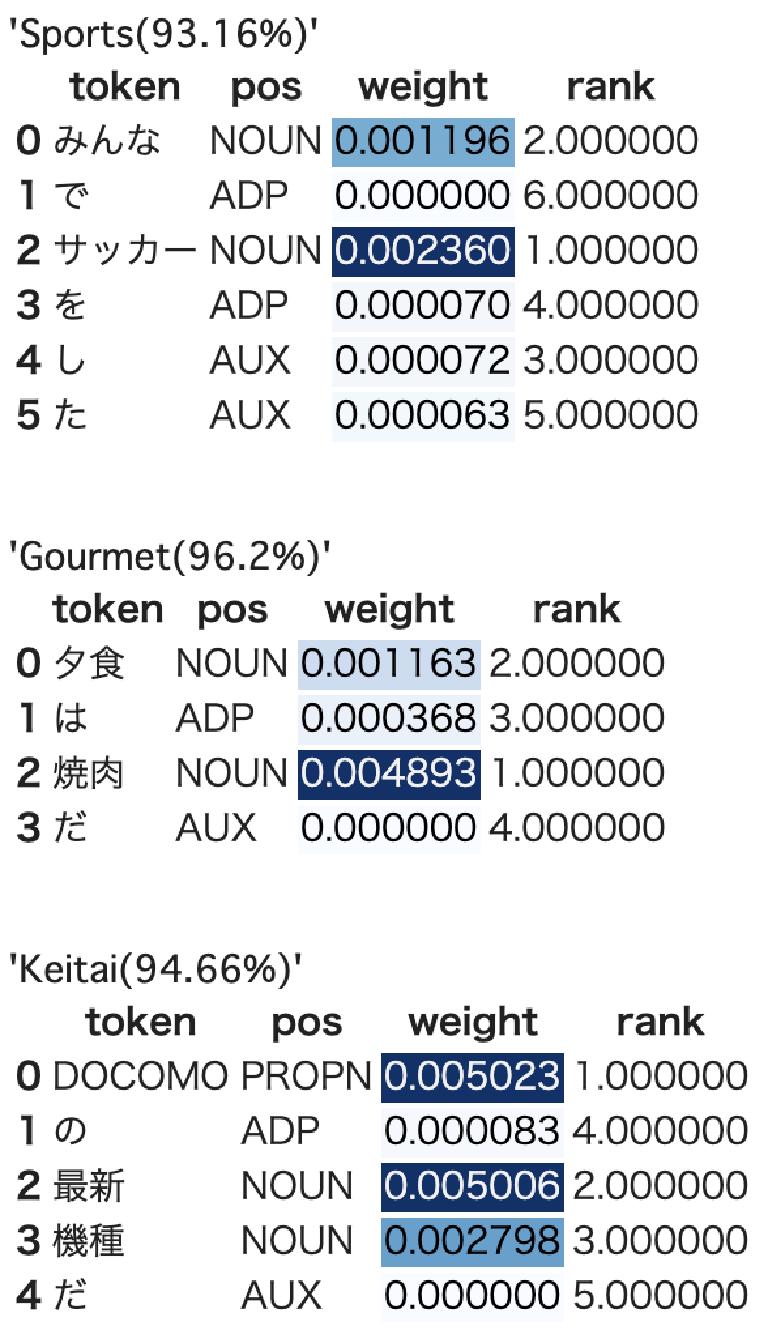 'Sports(93.16%)'
token pos weight rank
0 みんな NOUN 0.001196 2.000000
1 で ADP 0.000000 6.000000
2 サッカー NOUN 0.002360 1.000000
3 を ADP 0.000070 4.000000
4 し AUX 0.000072 3.000000
5 た AUX 0.000063 5.000000
'Gourmet(96.2%)'
token pos weight rank
0 夕食 NOUN 0.001163 2.000000
1 は ADP 0.000368 3.000000
2 焼肉 NOUN 0.004893 1.000000
3 だ AUX 0.000000 4.000000
'Keitai(94.66%)'
token pos weight rank
0 DOCOMO PROPN 0.005023 1.000000
1 の ADP 0.000083 4.000000
2 最新 NOUN 0.005006 2.000000
3 機種 NOUN 0.002798 3.000000
4 だ AUX 0.000000 5.000000